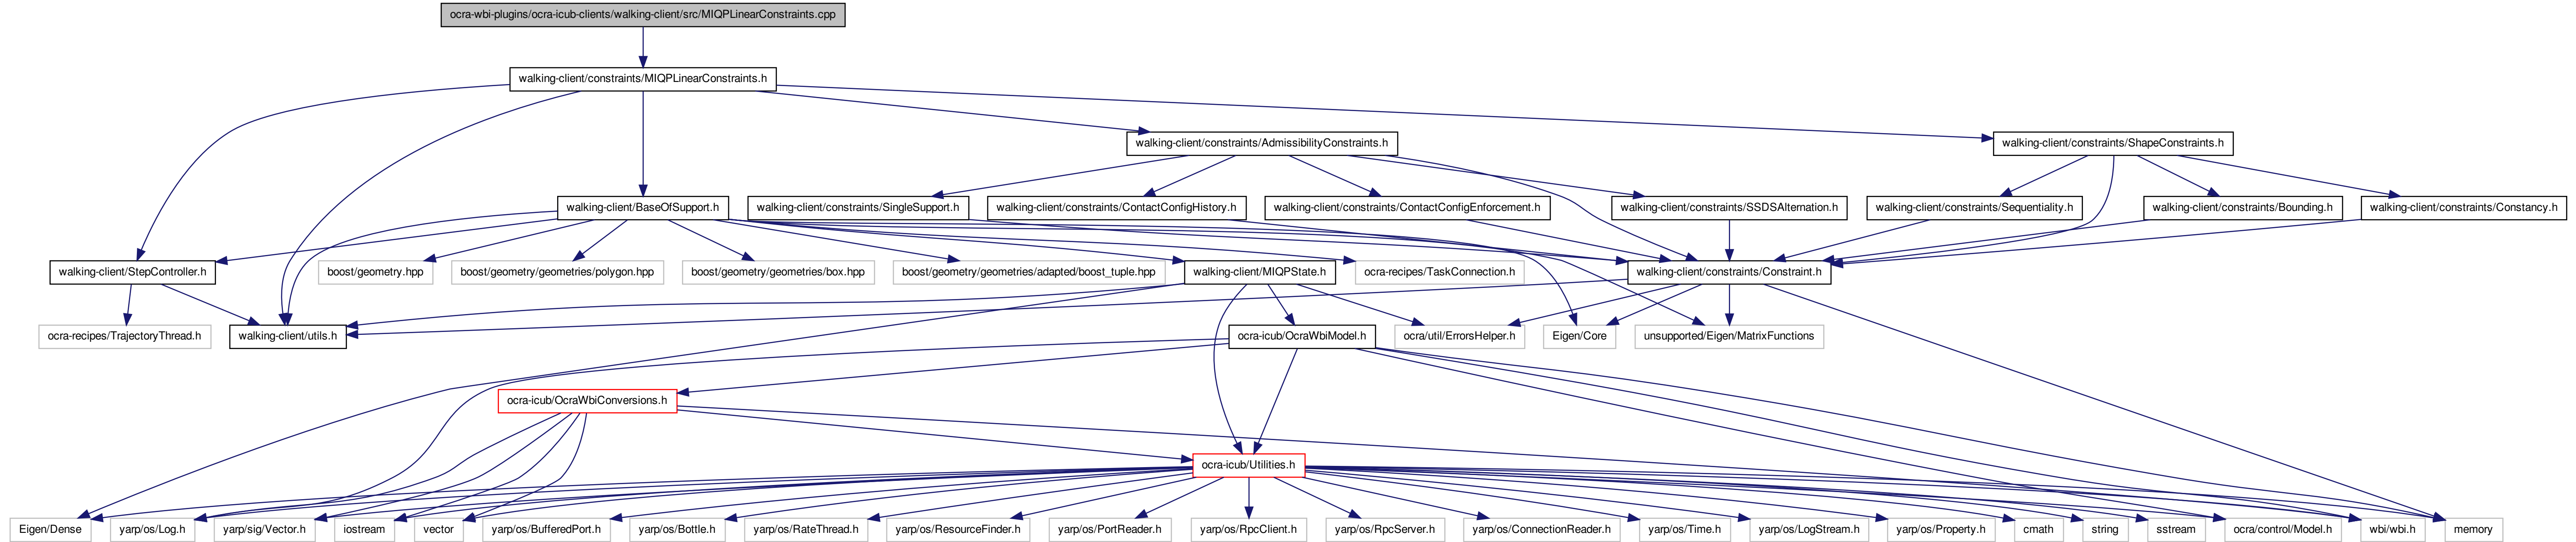 ocra-wbi-plugins/ocra-icub-clients/walking-client/src/MIQPLinearConstraints.cpp
walking-client/constraints/MIQPLinearConstraints.h
walking-client/constraints/AdmissibilityConstraints.h
walking-client/constraints/ShapeConstraints.h
walking-client/BaseOfSupport.h
walking-client/constraints/SingleSupport.h
walking-client/constraints/ContactConfigHistory.h
walking-client/constraints/ContactConfigEnforcement.h
walking-client/constraints/SSDSAlternation.h
walking-client/constraints/Sequentiality.h
walking-client/constraints/Bounding.h
walking-client/constraints/Constancy.h
walking-client/StepController.h
boost/geometry.hpp
boost/geometry/geometries/polygon.hpp
boost/geometry/geometries/box.hpp
boost/geometry/geometries/adapted/boost_tuple.hpp
walking-client/MIQPState.h
ocra-recipes/TaskConnection.h
walking-client/constraints/Constraint.h
ocra-recipes/TrajectoryThread.h
walking-client/utils.h
ocra-icub/OcraWbiModel.h
ocra/util/ErrorsHelper.h
Eigen/Core
unsupported/Eigen/MatrixFunctions
ocra-icub/OcraWbiConversions.h
ocra-icub/Utilities.h
Eigen/Dense
yarp/os/Log.h
yarp/sig/Vector.h
iostream
vector
yarp/os/BufferedPort.h
yarp/os/Bottle.h
yarp/os/RateThread.h
yarp/os/ResourceFinder.h
yarp/os/PortReader.h
yarp/os/RpcClient.h
yarp/os/RpcServer.h
yarp/os/ConnectionReader.h
yarp/os/Time.h
yarp/os/LogStream.h
yarp/os/Property.h
cmath
string
sstream
ocra/control/Model.h
wbi/wbi.h
memory